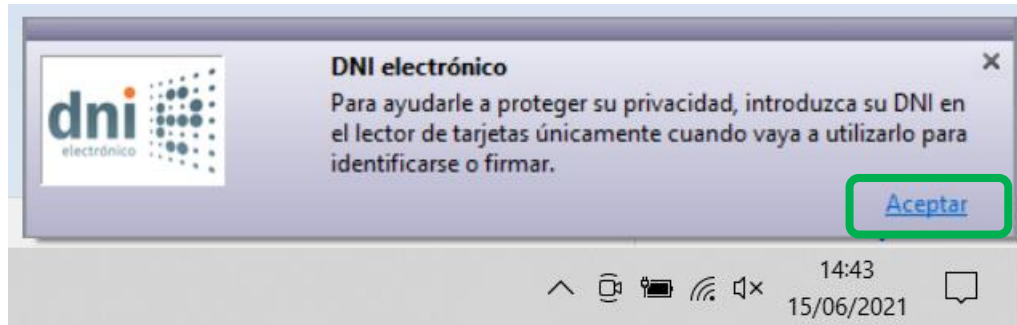 dni
electrónico
DNI electrónico
Para ayudarle a proteger su privacidad, introduzca su DNI en
el lector de tarjetas únicamente cuando vaya a utilizarlo para
identificarse o firmar.
Aceptar
14:43
15/06/2021